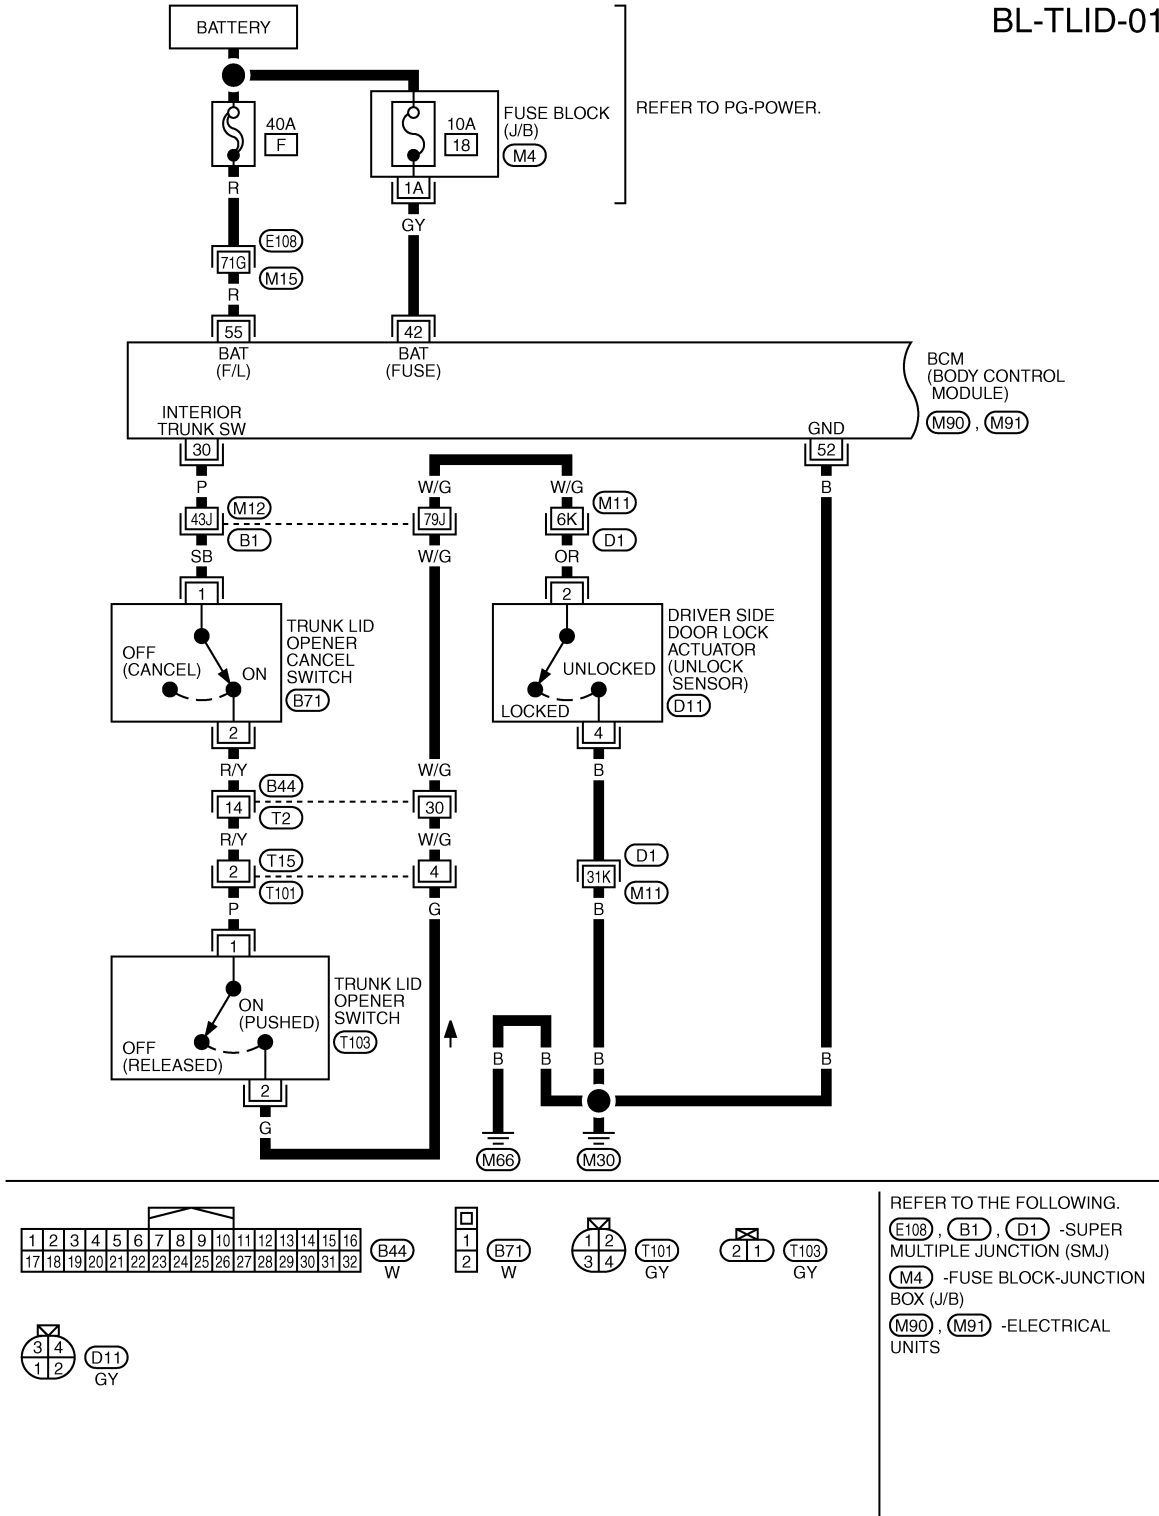 BL-TLID-01
BATTERY
40A
F
10A
18
FUSE BLOCK
(J/B)
M4
REFER TO PG-POWER.
1A
R
GY
E108
71G
M15
R
55
42
BAT
(F/L)
BAT
(FUSE)
BCM
(BODY CONTROL
MODULE)
M90 , M91
INTERIOR
TRUNK SW
GND
30
52
P
W/G
W/G
B
43J
M12
B1
79J
6K
M11
D1
SB
W/G
OR
1
2
TRUNK LID
OPENER
CANCEL
SWITCH
B71
OFF
(CANCEL)
ON
DRIVER SIDE
DOOR LOCK
ACTUATOR
(UNLOCK
SENSOR)
D11
UNLOCKED
LOCKED
2
4
R/Y
W/G
B
B44
14
T2
30
R/Y
W/G
T15
2
T101
4
D1
31K
M11
P
G
B
1
TRUNK LID
OPENER
SWITCH
T103
ON
(PUSHED)
OFF
(RELEASED)
B
B
B
B
2
G
M66
M30
1 2 3 4 5 6 7 8 9 10 11 12 13 14 15 16
17 18 19 20 21 22 23 24 25 26 27 28 29 30 31 32
B44
W
1
2
B71
W
1 2
3 4
T101
GY
2 1
T103
GY
3 4
1 2
D11
GY
REFER TO THE FOLLOWING.
E108 , B1 , D1 -SUPER
MULTIPLE JUNCTION (SMJ)
M4 -FUSE BLOCK-JUNCTION
BOX (J/B)
M90 , M91 -ELECTRICAL
UNITS